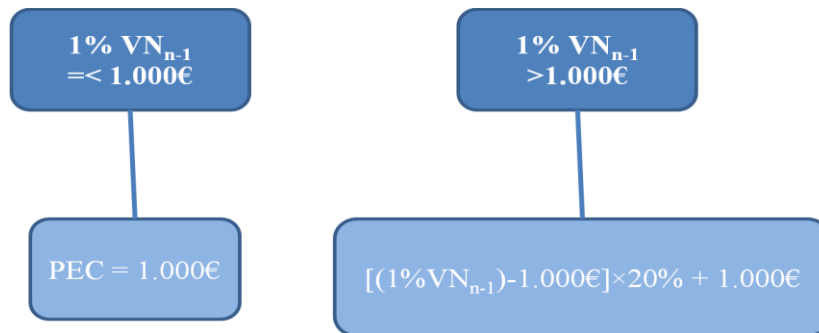 1% VNₙ₋₁
=< 1.000€
1% VNₙ₋₁
>1.000€
PEC = 1.000€
[(1%VNₙ₋₁)-1.000€]×20% + 1.000€